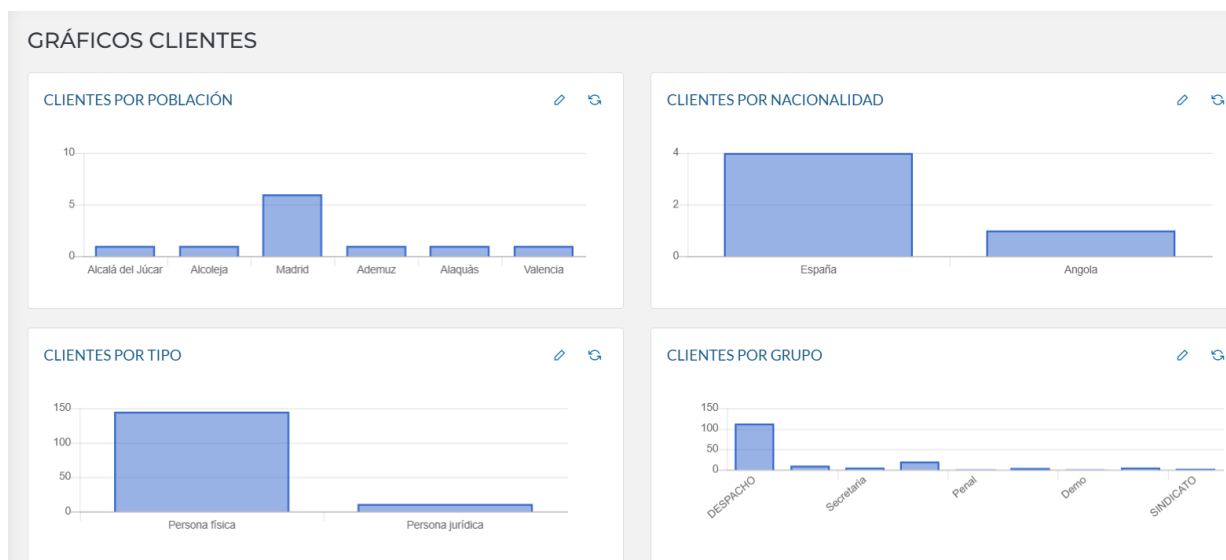 GRÁFICOS CLIENTES
CLIENTES POR POBLACIÓN
10
5
0
Alcalá del Júcar Alcoleja Madrid Ademuz Alaquàs Valencia
CLIENTES POR NACIONALIDAD
4
2
0
España Angola
CLIENTES POR TIPO
150
100
50
0
Persona física Persona jurídica
CLIENTES POR GRUPO
150
100
50
0
DESPACHO Secretaria Penal Demo SINDICATO